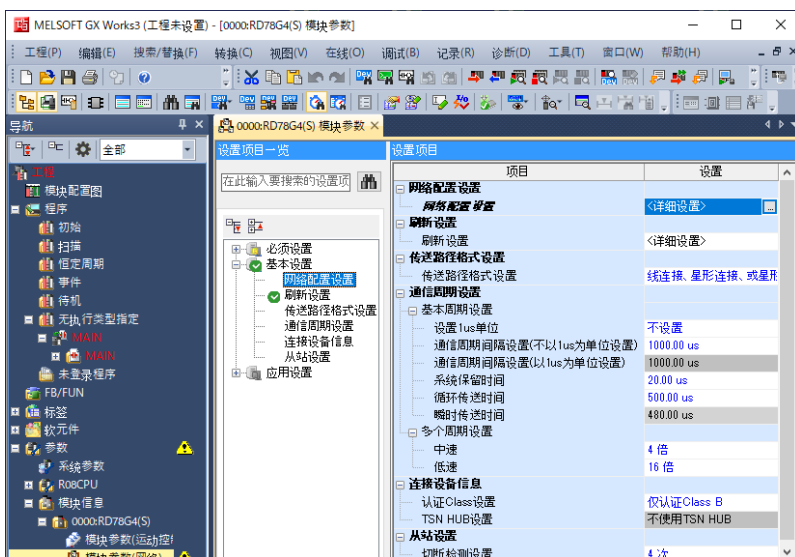 MELSOFT GX Works3 (工程未设置) - [0000:RD78G4(S) 模块参数]
工程(P) 编辑(E) 搜索/替换(F) 转换(C) 视图(V) 在线(O) 调试(B) 记录(R) 诊断(D) 工具(T) 窗口(W) 帮助(H)
导航
0000:RD78G4(S) 模块参数
全部
工程
模块配置图
程序
初始
扫描
恒定周期
事件
待机
无执行类型指定
MAIN
MAIN
未登录程序
FB/FUN
标签
软元件
参数
系统参数
R08CPU
模块信息
0000:RD78G4(S)
模块参数(运动控制
模块参数(网络)
设置项目一览
在此输入要搜索的设置项
必须设置
基本设置
网络配置设置
刷新设置
传送路径格式设置
通信周期设置
连接设备信息
从站设置
应用设置
设置项目
项目 设置
网络配置设置
网络配置设置 <详细设置>
刷新设置
刷新设置 <详细设置>
传送路径格式设置
传送路径格式设置 线连接、星形连接、或星形
通信周期设置
基本周期设置
设置1us单位 不设置
通信周期间隔设置(不以1us为单位设置) 1000.00 us
通信周期间隔设置(以1us为单位设置) 1000.00 us
系统保留时间 20.00 us
循环传送时间 500.00 us
瞬时传送时间 480.00 us
多个周期设置
中速 4 倍
低速 16 倍
连接设备信息
认证Class设置 仅认证Class B
TSN HUB设置 不使用TSN HUB
从站设置
切断检测设置 4 次